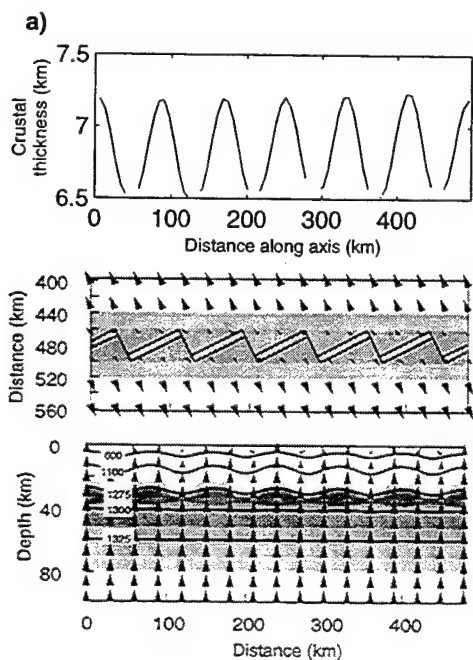 a)
Crustal
thickness (km)
7.5
7
6.5
0 100 200 300 400
Distance along axis (km)
Distance (km)
400
440
480
520
560
Depth (km)
0
40
80
600
1100
1275
1300
1325
0 100 200 300 400
Distance (km)